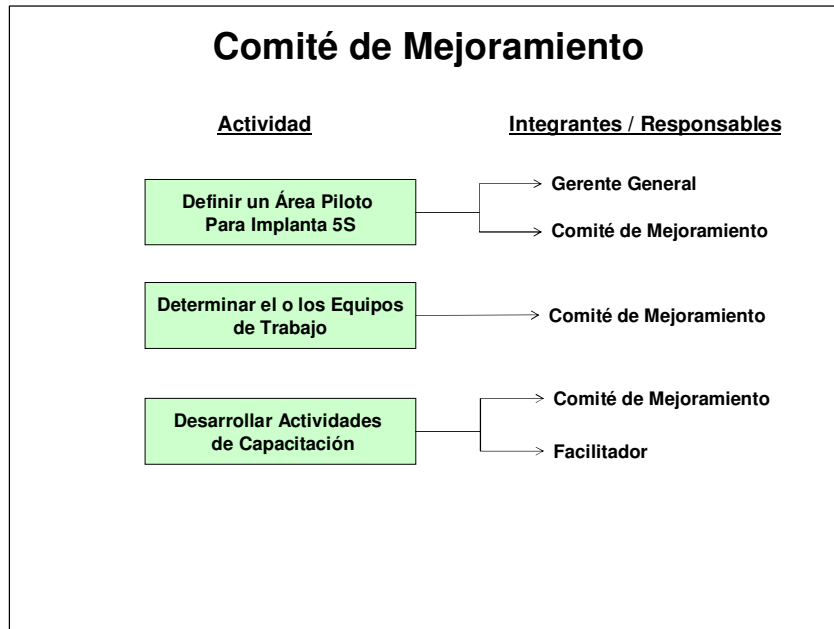 Comité de Mejoramiento
Actividad
Integrantes / Responsables
Definir un Área Piloto
Para Implanta 5S
Gerente General
Comité de Mejoramiento
Determinar el o los Equipos
de Trabajo
Comité de Mejoramiento
Desarrollar Actividades
de Capacitación
Comité de Mejoramiento
Facilitador